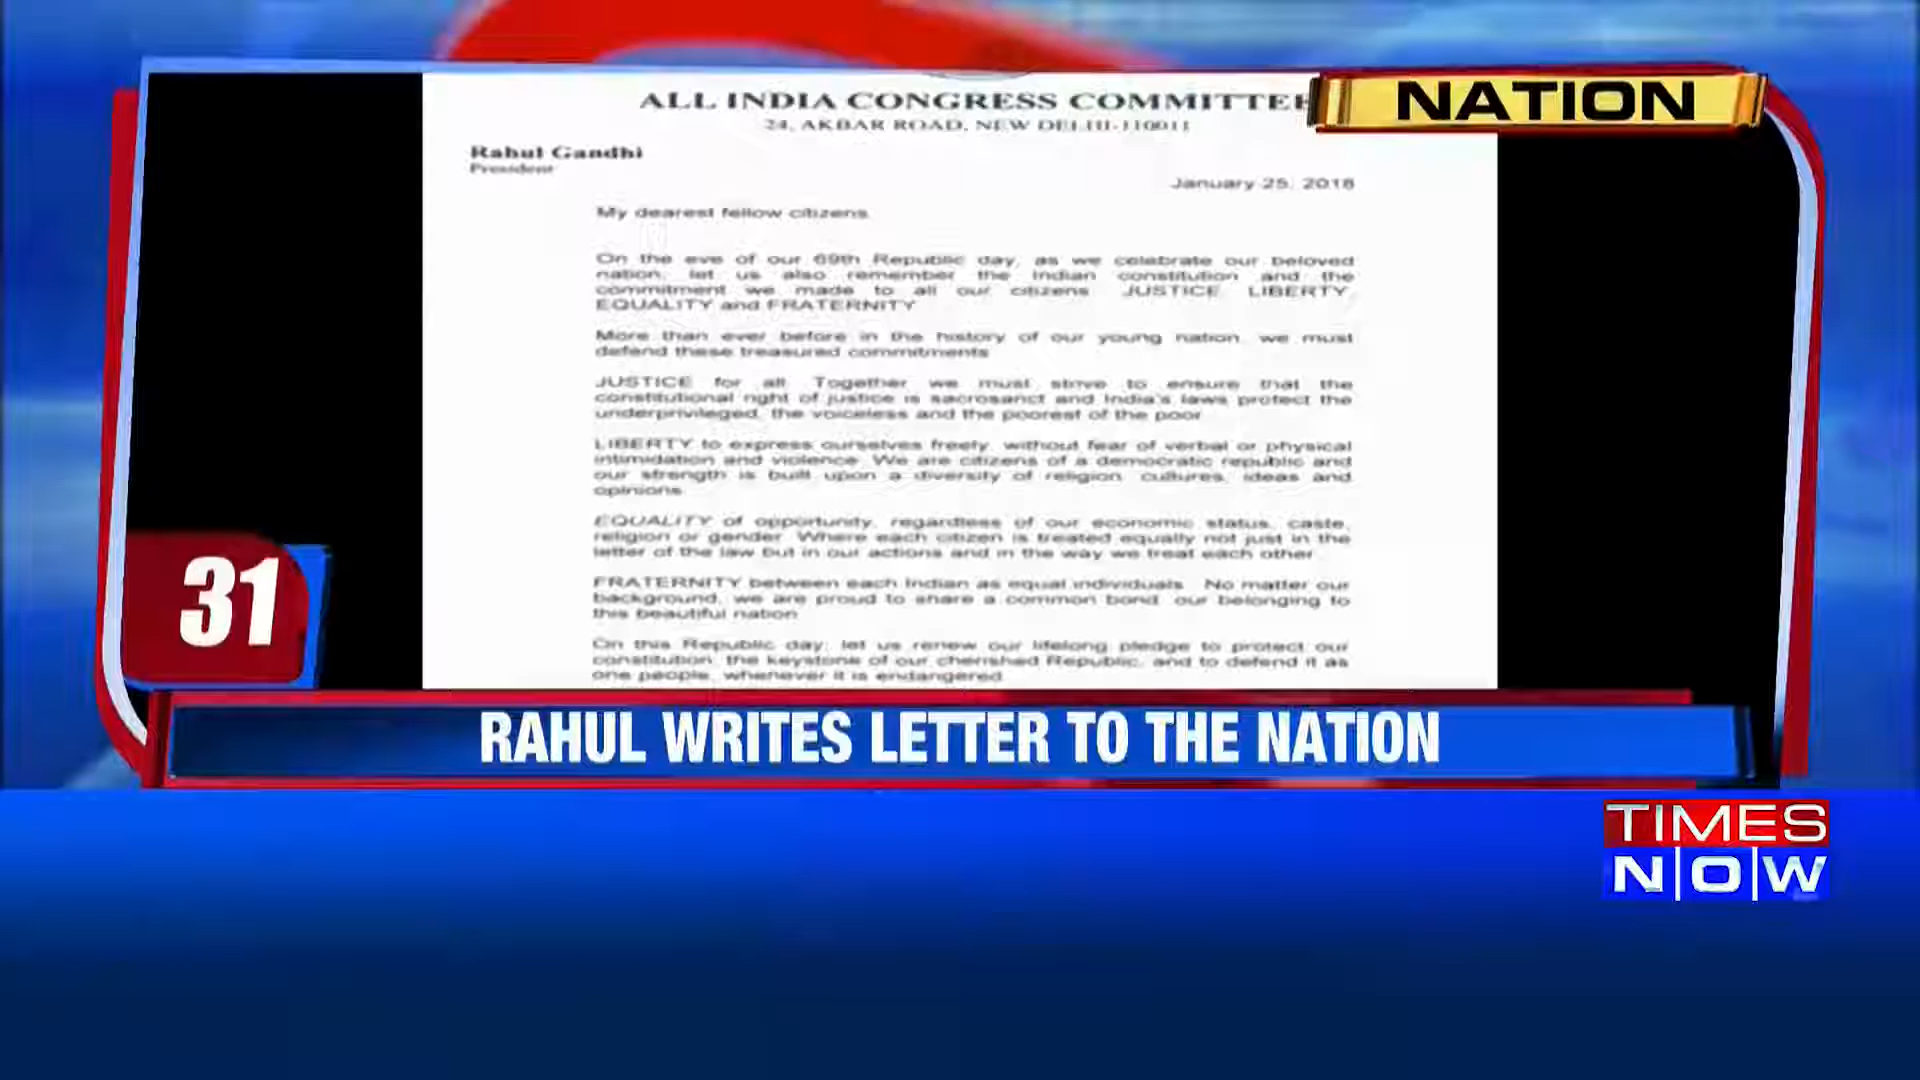 ALL INDIA CONGRESS COMMITTEE
24, AKBAR ROAD, NEW DELHI-110011
NATION
Rahul Gandhi
President
January 25, 2018
My dearest fellow citizens
On the eve of our 69th Republic day, as we celebrate our beloved
nation, let us also remember the Indian constitution and the
commitment we made to all our citizens JUSTICE, LIBERTY,
EQUALITY and FRATERNITY
More than ever before in the history of our young nation, we must
defend these treasured commitments
JUSTICE for all. Together we must strive to ensure that the
constitutional right of justice is sacrosanct and India's laws protect the
underprivileged, the voiceless and the poorest of the poor
LIBERTY to express ourselves freely, without fear of verbal or physical
intimidation and violence. We are citizens of a democratic republic and
our strength is built upon a diversity of religion, cultures, ideas and
opinions
EQUALITY of opportunity, regardless of our economic status, caste,
religion or gender. Where each citizen is treated equally not just in the
letter of the law but in our actions and in the way we treat each other
FRATERNITY between each Indian as equal individuals. No matter our
background, we are proud to share a common bond, our belonging to
this beautiful nation
On this Republic day, let us renew our lifelong pledge to protect our
constitution, the keystone of our cherished Republic, and to defend it as
one people, whenever it is endangered.
31
RAHUL WRITES LETTER TO THE NATION
TIMES
NOW